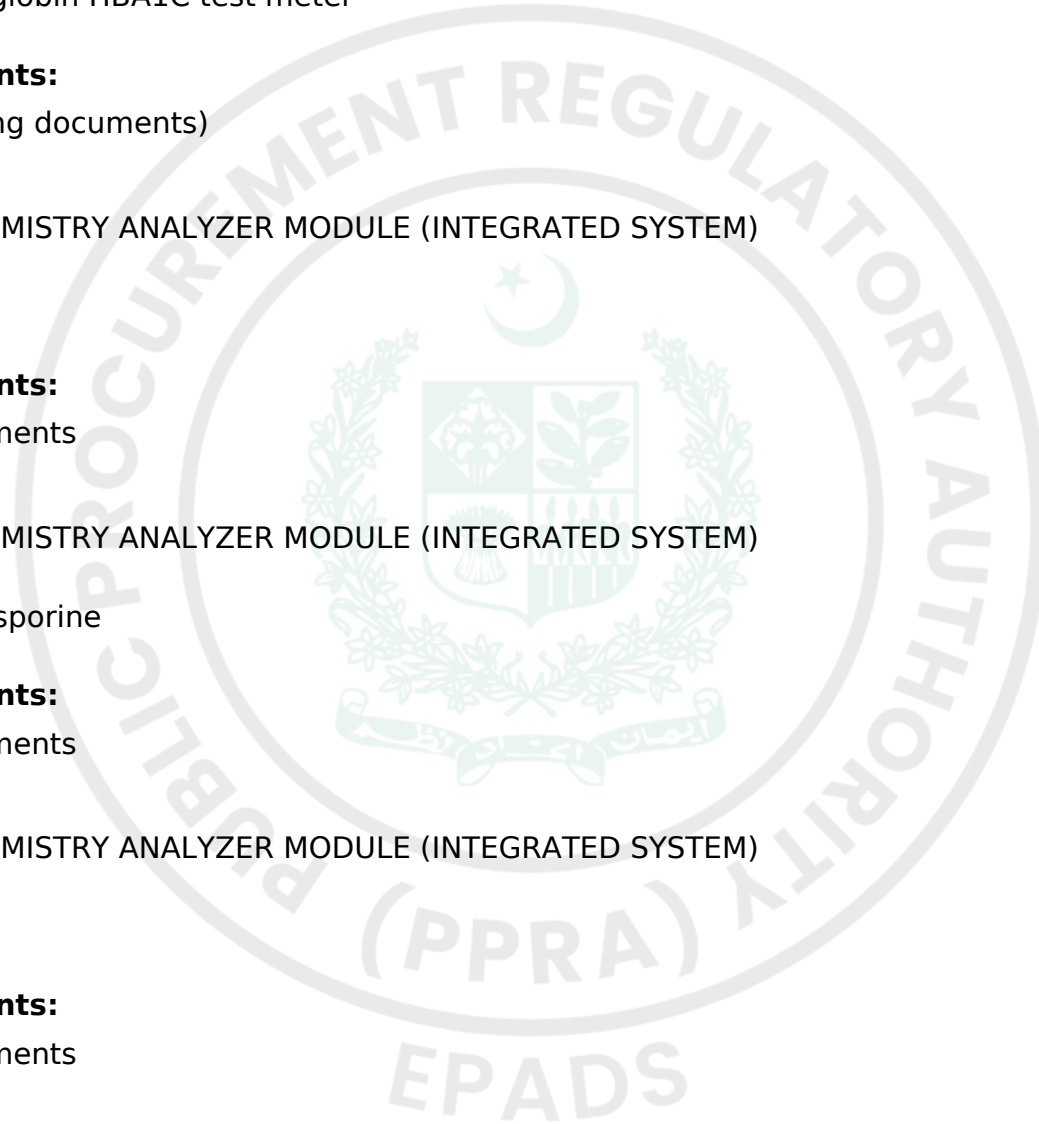 globin HBA1C test meter
nts:
ng documents)
MISTRY ANALYZER MODULE (INTEGRATED SYSTEM)
nts:
ments
MISTRY ANALYZER MODULE (INTEGRATED SYSTEM)
sporine
nts:
ments
MISTRY ANALYZER MODULE (INTEGRATED SYSTEM)
nts:
ments
PUBLIC PROCUREMENT REGULATORY AUTHORITY
(PPRA)
EPADS